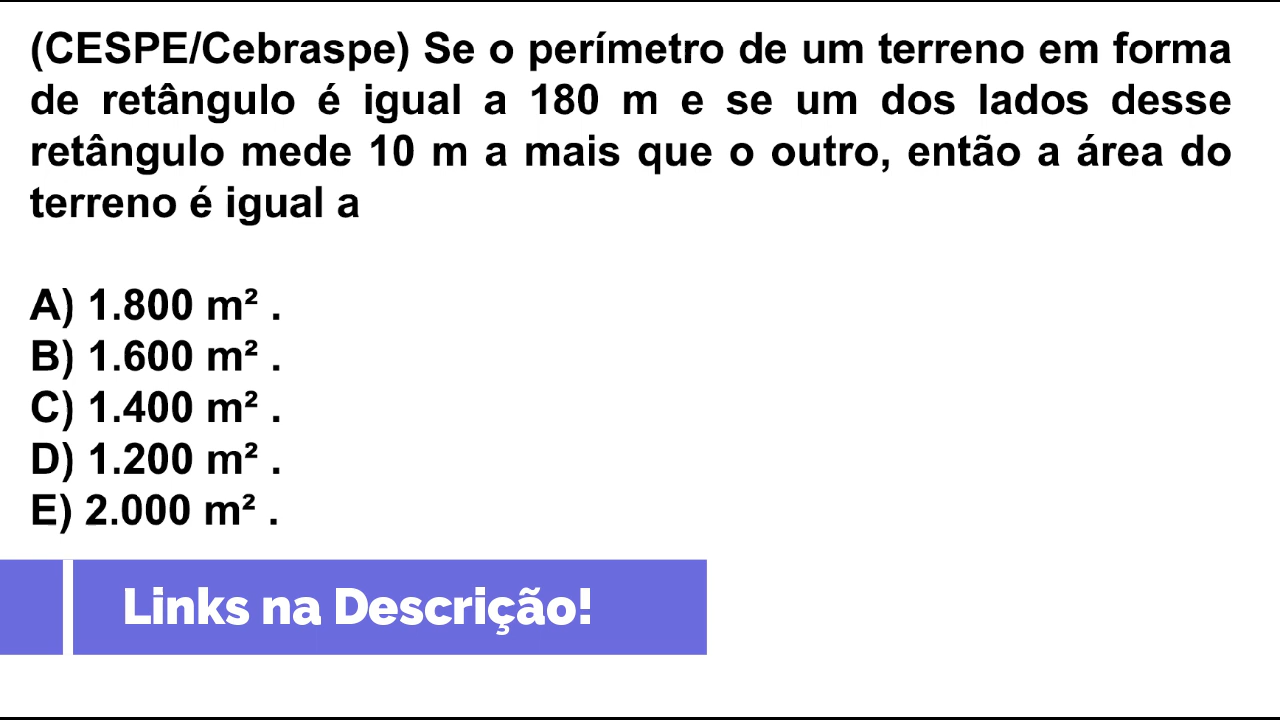 (CESPE/Cebraspe) Se o perímetro de um terreno em forma
de retângulo é igual a 180 m e se um dos lados desse
retângulo mede 10 m a mais que o outro, então a área do
terreno é igual a
A) 1.800 m² .
B) 1.600 m² .
C) 1.400 m² .
D) 1.200 m² .
E) 2.000 m² .
Links na Descrição!